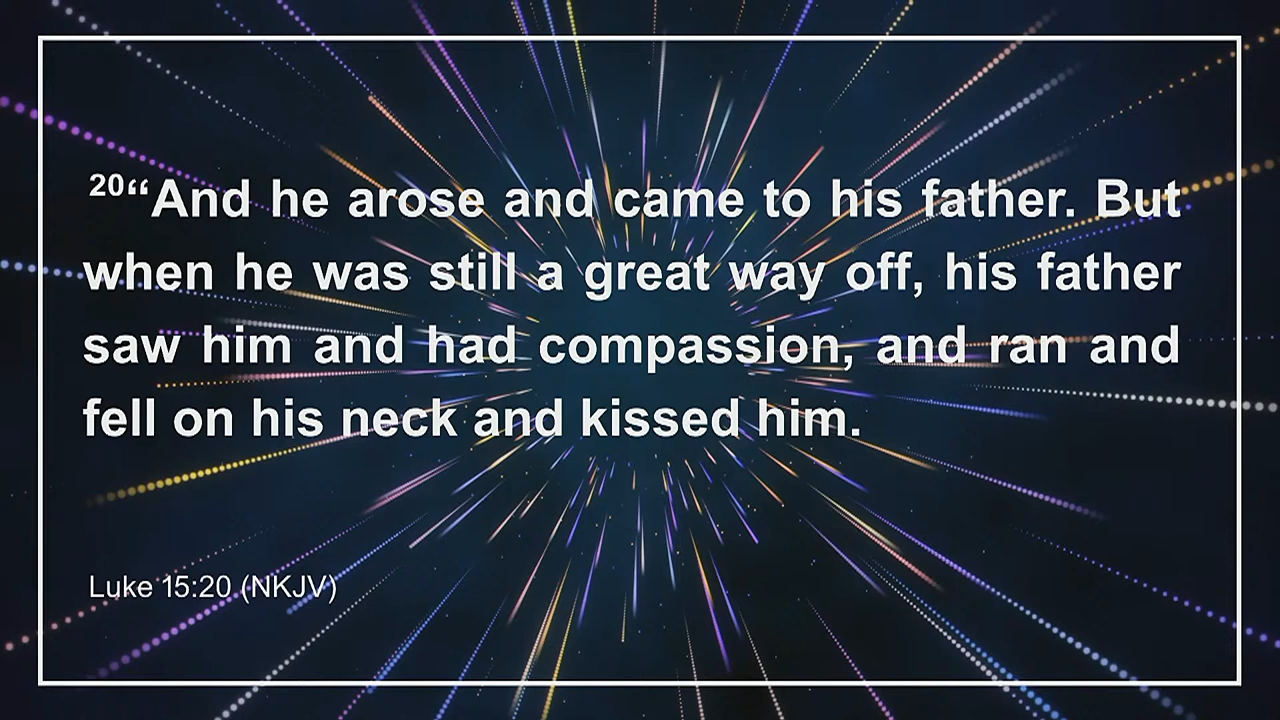 20“And he arose and came to his father. But
when he was still a great way off, his father
saw him and had compassion, and ran and
fell on his neck and kissed him.
Luke 15:20 (NKJV)